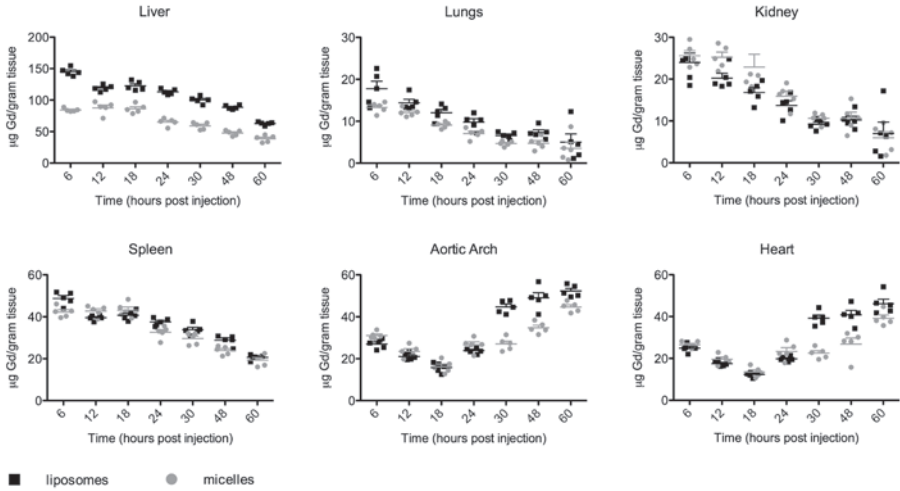 Liver
Lungs
Kidney
µg Gd/gram tissue
200
150
100
50
0
6 12 18 24 30 48 60
Time (hours post injection)
µg Gd/gram tissue
30
20
10
0
6 12 18 24 30 48 60
Time (hours post injection)
µg Gd/gram tissue
30
20
10
0
6 12 18 24 30 48 60
Time (hours post injection)
Spleen
Aortic Arch
Heart
µg Gd/gram tissue
60
40
20
0
6 12 18 24 30 48 60
Time (hours post injection)
µg Gd/gram tissue
60
40
20
0
6 12 18 24 30 48 60
Time (hours post injection)
µg Gd/gram tissue
60
40
20
0
6 12 18 24 30 48 60
Time (hours post injection)
liposomes
micelles